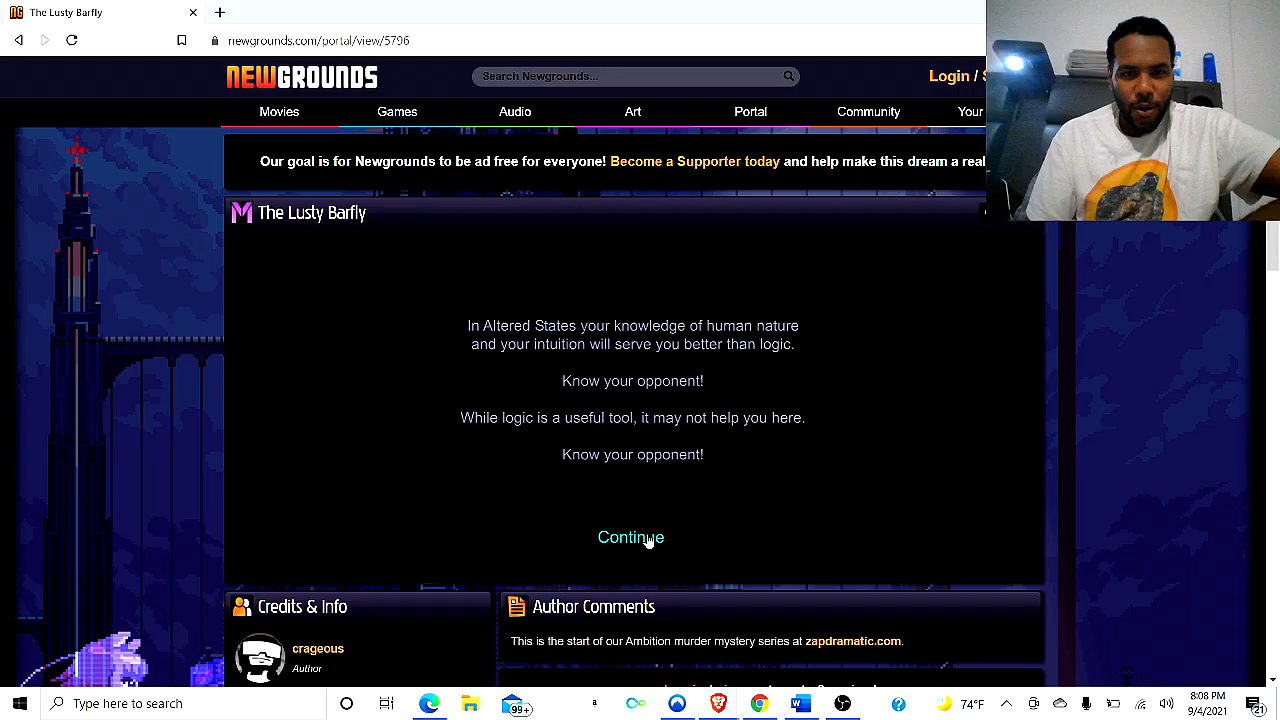 The Lusty Barfly
newgrounds.com/portal/view/5796
NEWGROUNDS
Search Newgrounds...
Login /
Movies
Games
Audio
Art
Portal
Community
Your
Our goal is for Newgrounds to be ad free for everyone! Become a Supporter today and help make this dream a real
The Lusty Barfly
In Altered States your knowledge of human nature
and your intuition will serve you better than logic.
Know your opponent!
While logic is a useful tool, it may not help you here.
Know your opponent!
Continue
Credits & Info
crageous
Author
Author Comments
This is the start of our Ambition murder mystery series at zapdramatic.com.
Type here to search
99+
a
74°F
8:08 PM
9/4/2021
21